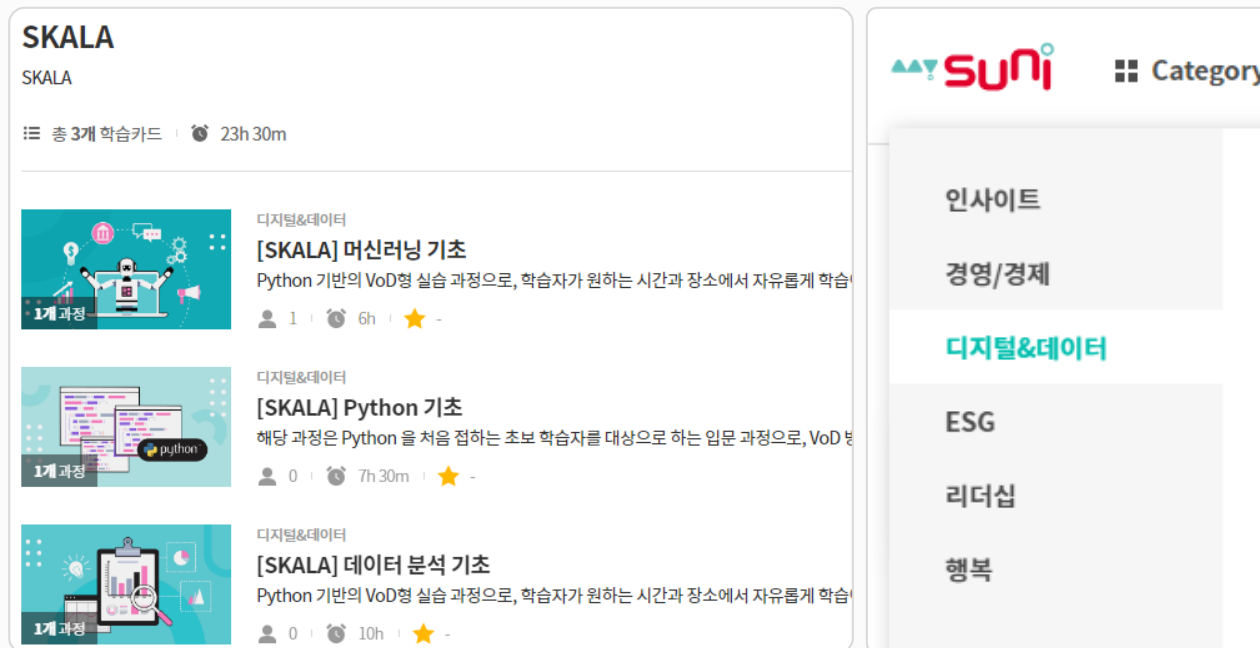 SKALA
SKALA
총 3개 학습카드 23h 30m
디지털&데이터
[SKALA] 머신러닝 기초
Python 기반의 VoD형 실습 과정으로, 학습자가 원하는 시간과 장소에서 자유롭게 학습
1개 과정
1 6h -
디지털&데이터
[SKALA] Python 기초
해당 과정은 Python 을 처음 접하는 초보 학습자를 대상으로 하는 입문 과정으로, VoD
python
1개 과정
0 7h 30m -
디지털&데이터
[SKALA] 데이터 분석 기초
Python 기반의 VoD형 실습 과정으로, 학습자가 원하는 시간과 장소에서 자유롭게 학습
1개 과정
0 10h -
suni
Category
인사이트
경영/경제
디지털&데이터
ESG
리더십
행복